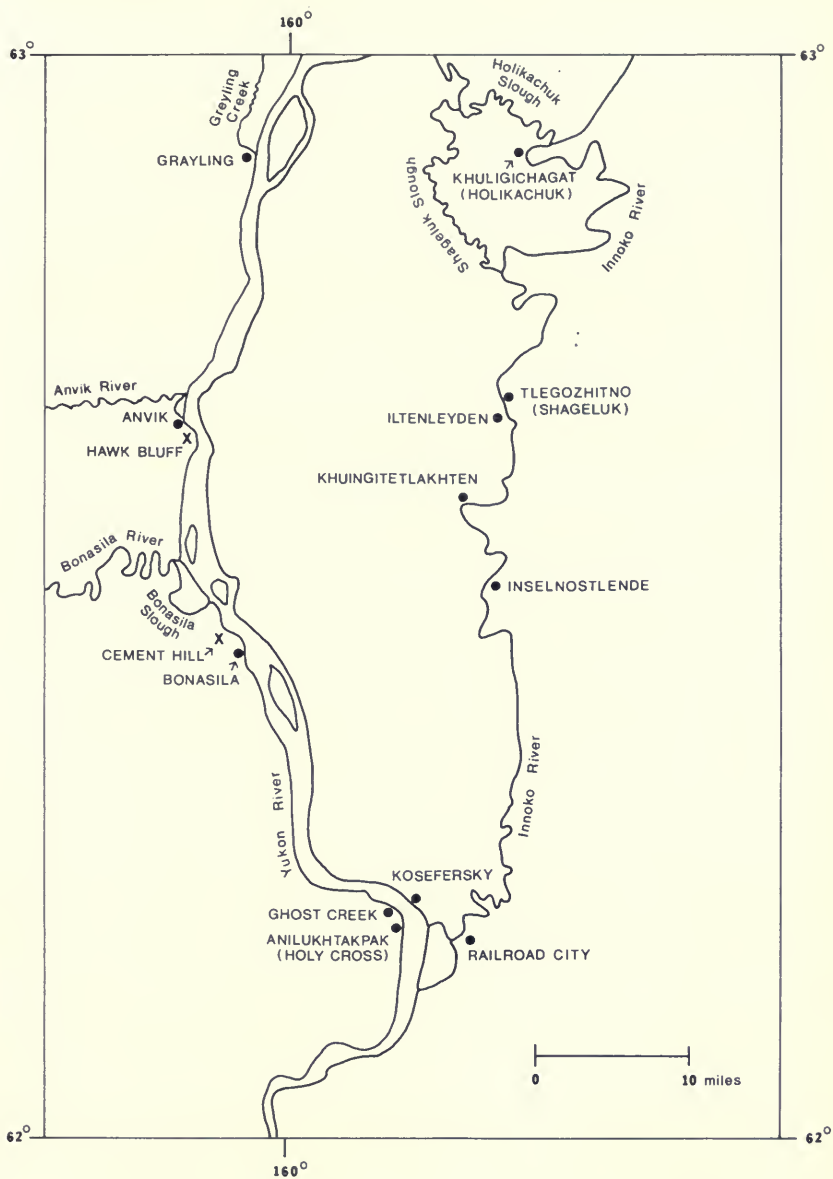 160°
63°
63°
Greyling
Creek
Holikachuk
Slough
GRAYLING
KHULIGICHAGAT
(HOLIKACHUK)
Shageluk Slough
Innoko River
Anvik River
ANVIK
HAWK BLUFF
TLEGOZHITNO
(SHAGELUK)
ILTENLEYDEN
KHUINGITETLAKHTEN
Bonasila River
INSELNOSTLENDE
Bonasila
Slough
CEMENT HILL
BONASILA
Yukon River
Innoko River
KOSEFERSKY
GHOST CREEK
ANILUKHTAKPAK
(HOLY CROSS)
RAILROAD CITY
0 10 miles
62°
62°
160°